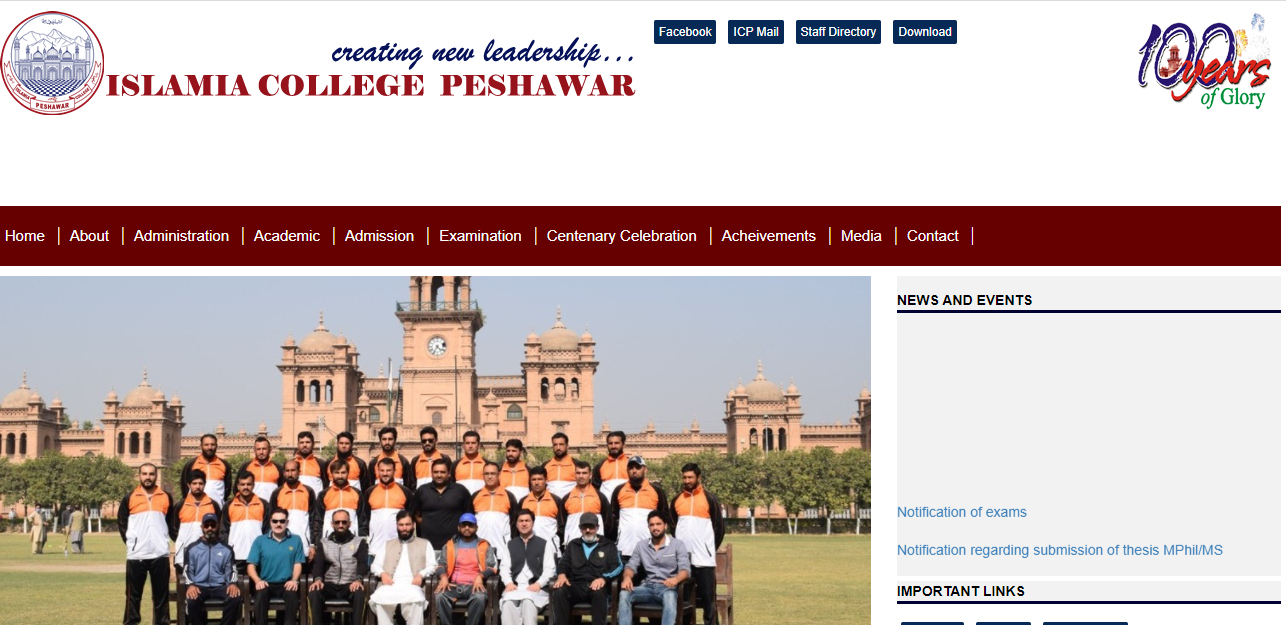 creating new leadership...
ISLAMIA COLLEGE PESHAWAR
ISLAMIA COLLEGE
PESHAWAR
Facebook
ICP Mail
Staff Directory
Download
100 years
of Glory
Home | About | Administration | Academic | Admission | Examination | Centenary Celebration | Acheivements | Media | Contact |
NEWS AND EVENTS
Notification of exams
Notification regarding submission of thesis MPhil/MS
IMPORTANT LINKS